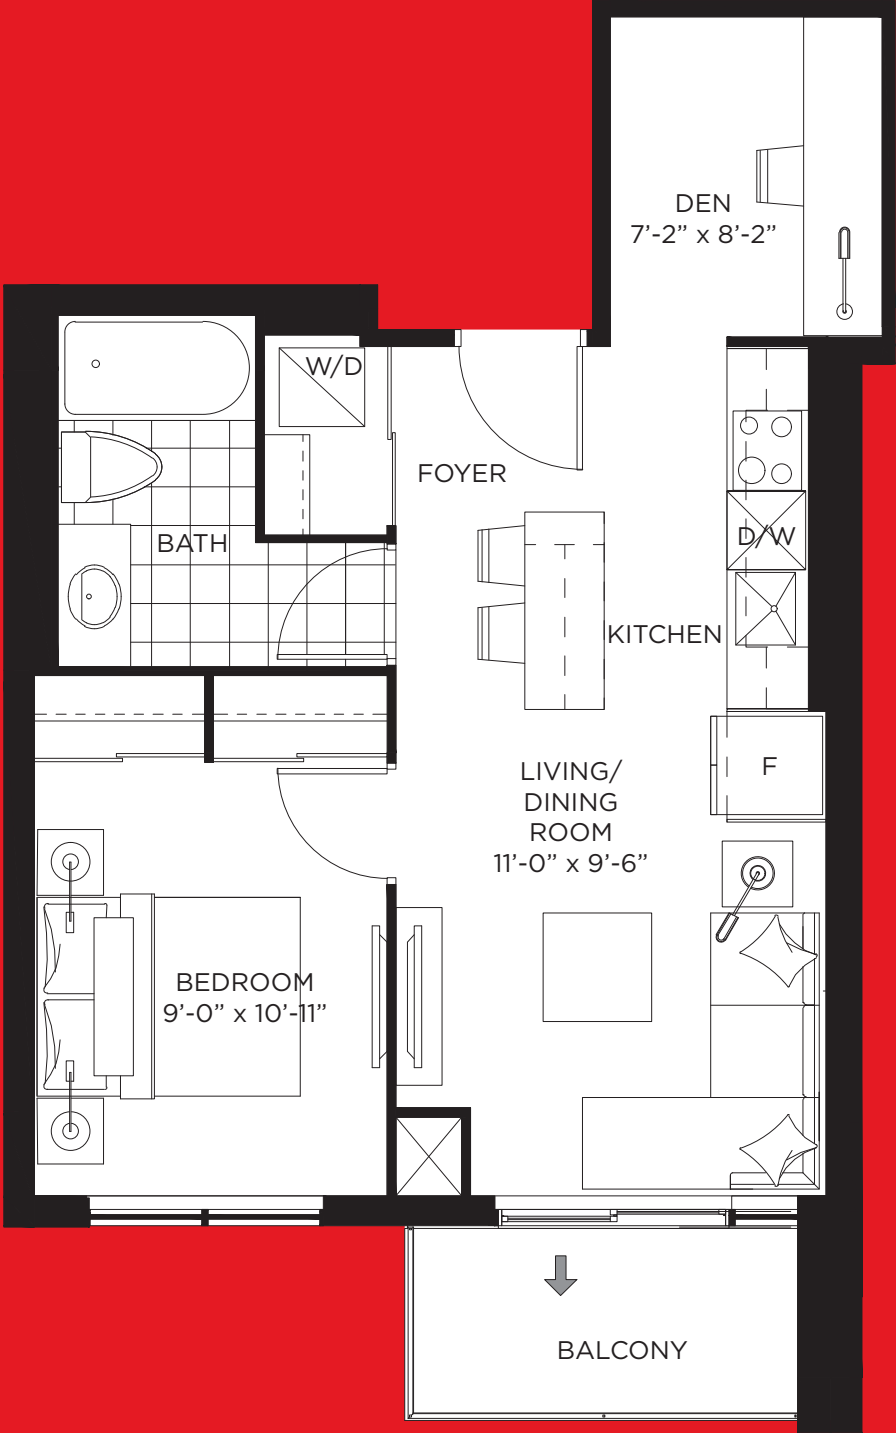 DEN
7’-2” x 8’-2”
W/D
FOYER
D/W
BATH
KITCHEN
F
LIVING/
DINING
ROOM
11’-0” x 9’-6”
BEDROOM
9’-0” x 10’-11”
BALCONY